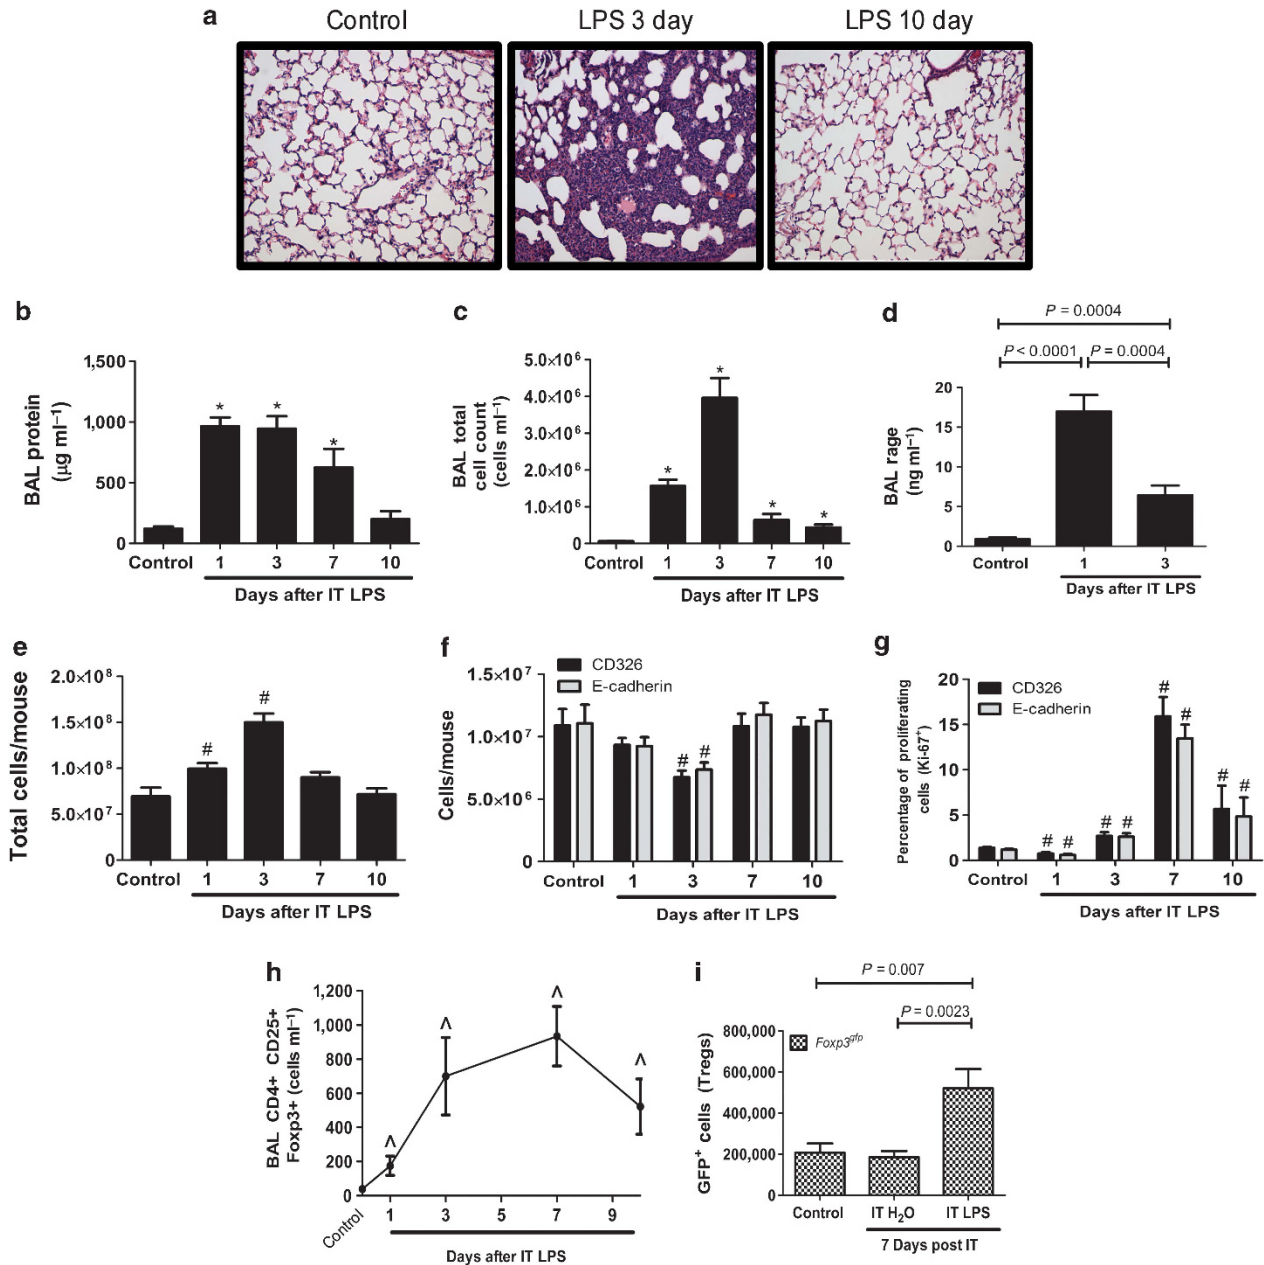 a
Control
LPS 3 day
LPS 10 day
b
BAL protein
(μg ml⁻¹)
1,500
1,000
500
0
* * *
Control 1 3 7 10
Days after IT LPS
c
BAL total
cell count
(cells ml⁻¹)
5.0×10⁶
4.0×10⁶
3.0×10⁶
2.0×10⁶
1.0×10⁶
0
* * * *
Control 1 3 7 10
Days after IT LPS
d
P = 0.0004
P < 0.0001 P = 0.0004
BAL rage
(ng ml⁻¹)
20
15
10
5
0
Control 1 3
Days after IT LPS
e
Total cells/mouse
2.0×10⁸
1.5×10⁸
1.0×10⁸
5.0×10⁷
0
# #
Control 1 3 7 10
Days after IT LPS
f
CD326
E-cadherin
Cells/mouse
1.5×10⁷
1.0×10⁷
5.0×10⁶
0
# #
Control 1 3 7 10
Days after IT LPS
g
CD326
E-cadherin
Percentage of proliferating
cells (Ki-67⁺)
20
15
10
5
0
# # # # # # # #
Control 1 3 7 10
Days after IT LPS
h
BAL CD4+ CD25+
Foxp3+ (cells ml⁻¹)
1,200
1,000
800
600
400
200
0
^ ^ ^ ^
Control 1 3 5 7 9
Days after IT LPS
i
P = 0.007
P = 0.0023
Foxp3ᵍᶠᵖ
GFP⁺ cells (Tregs)
800,000
600,000
400,000
200,000
0
Control IT H₂O IT LPS
7 Days post IT